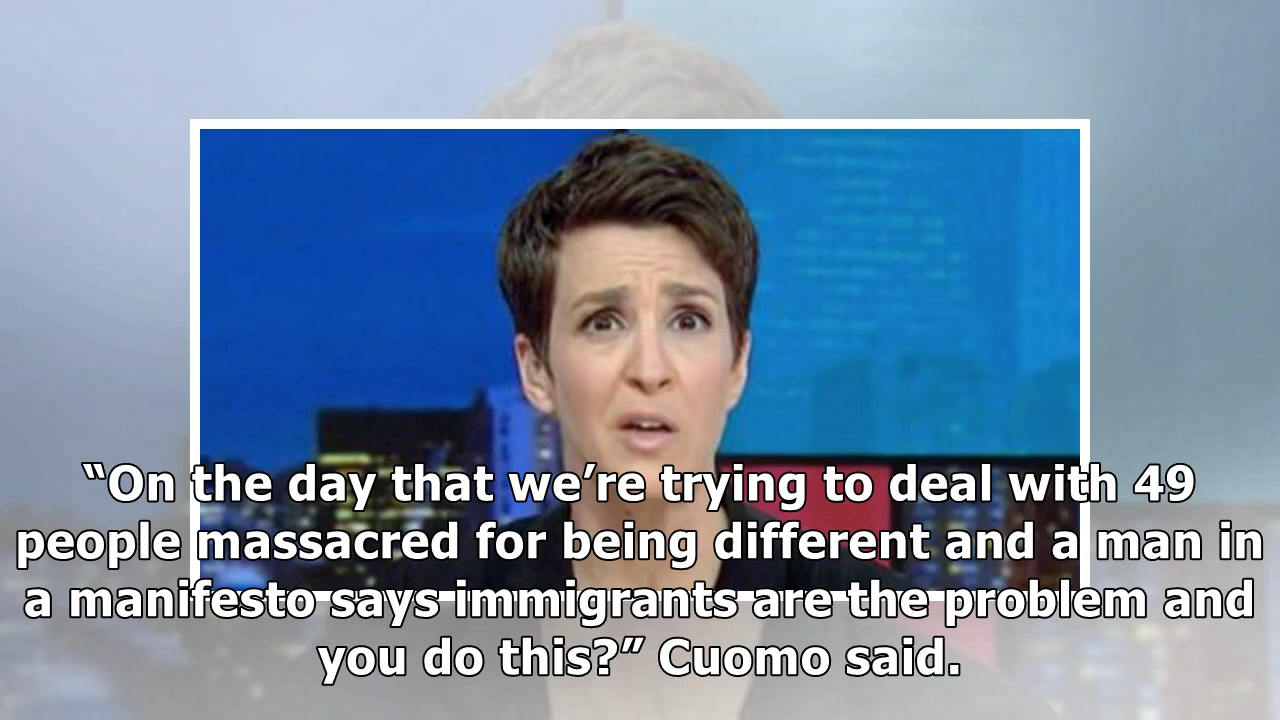 “On the day that we’re trying to deal with 49
people massacred for being different and a man in
a manifesto says immigrants are the problem and
you do this?” Cuomo said.